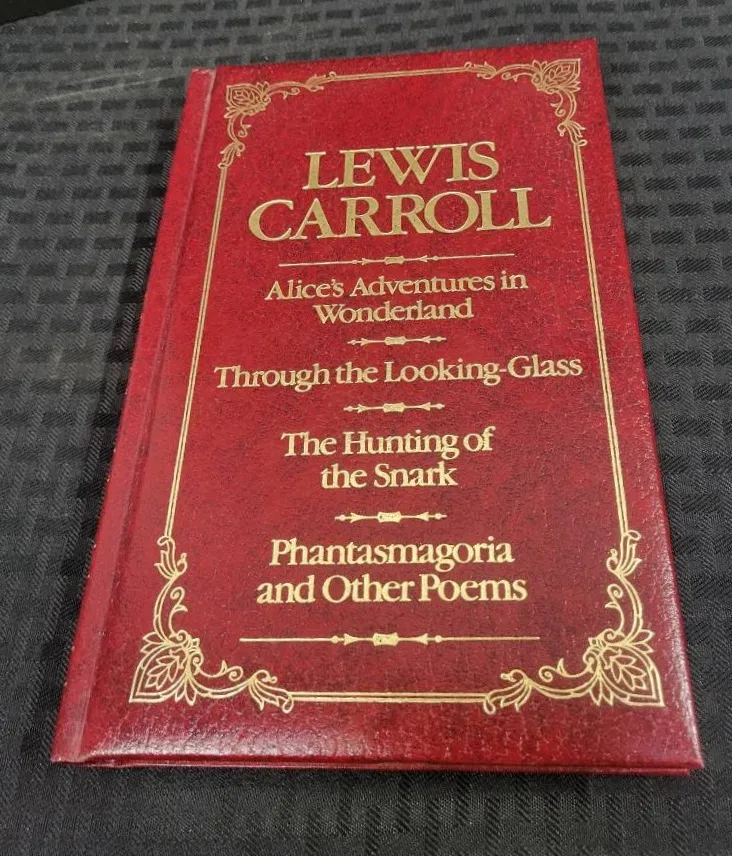 LEWIS
CARROLL
Alice's Adventures in
Wonderland
Through the Looking-Glass
The Hunting of
the Snark
Phantasmagoria
and Other Poems